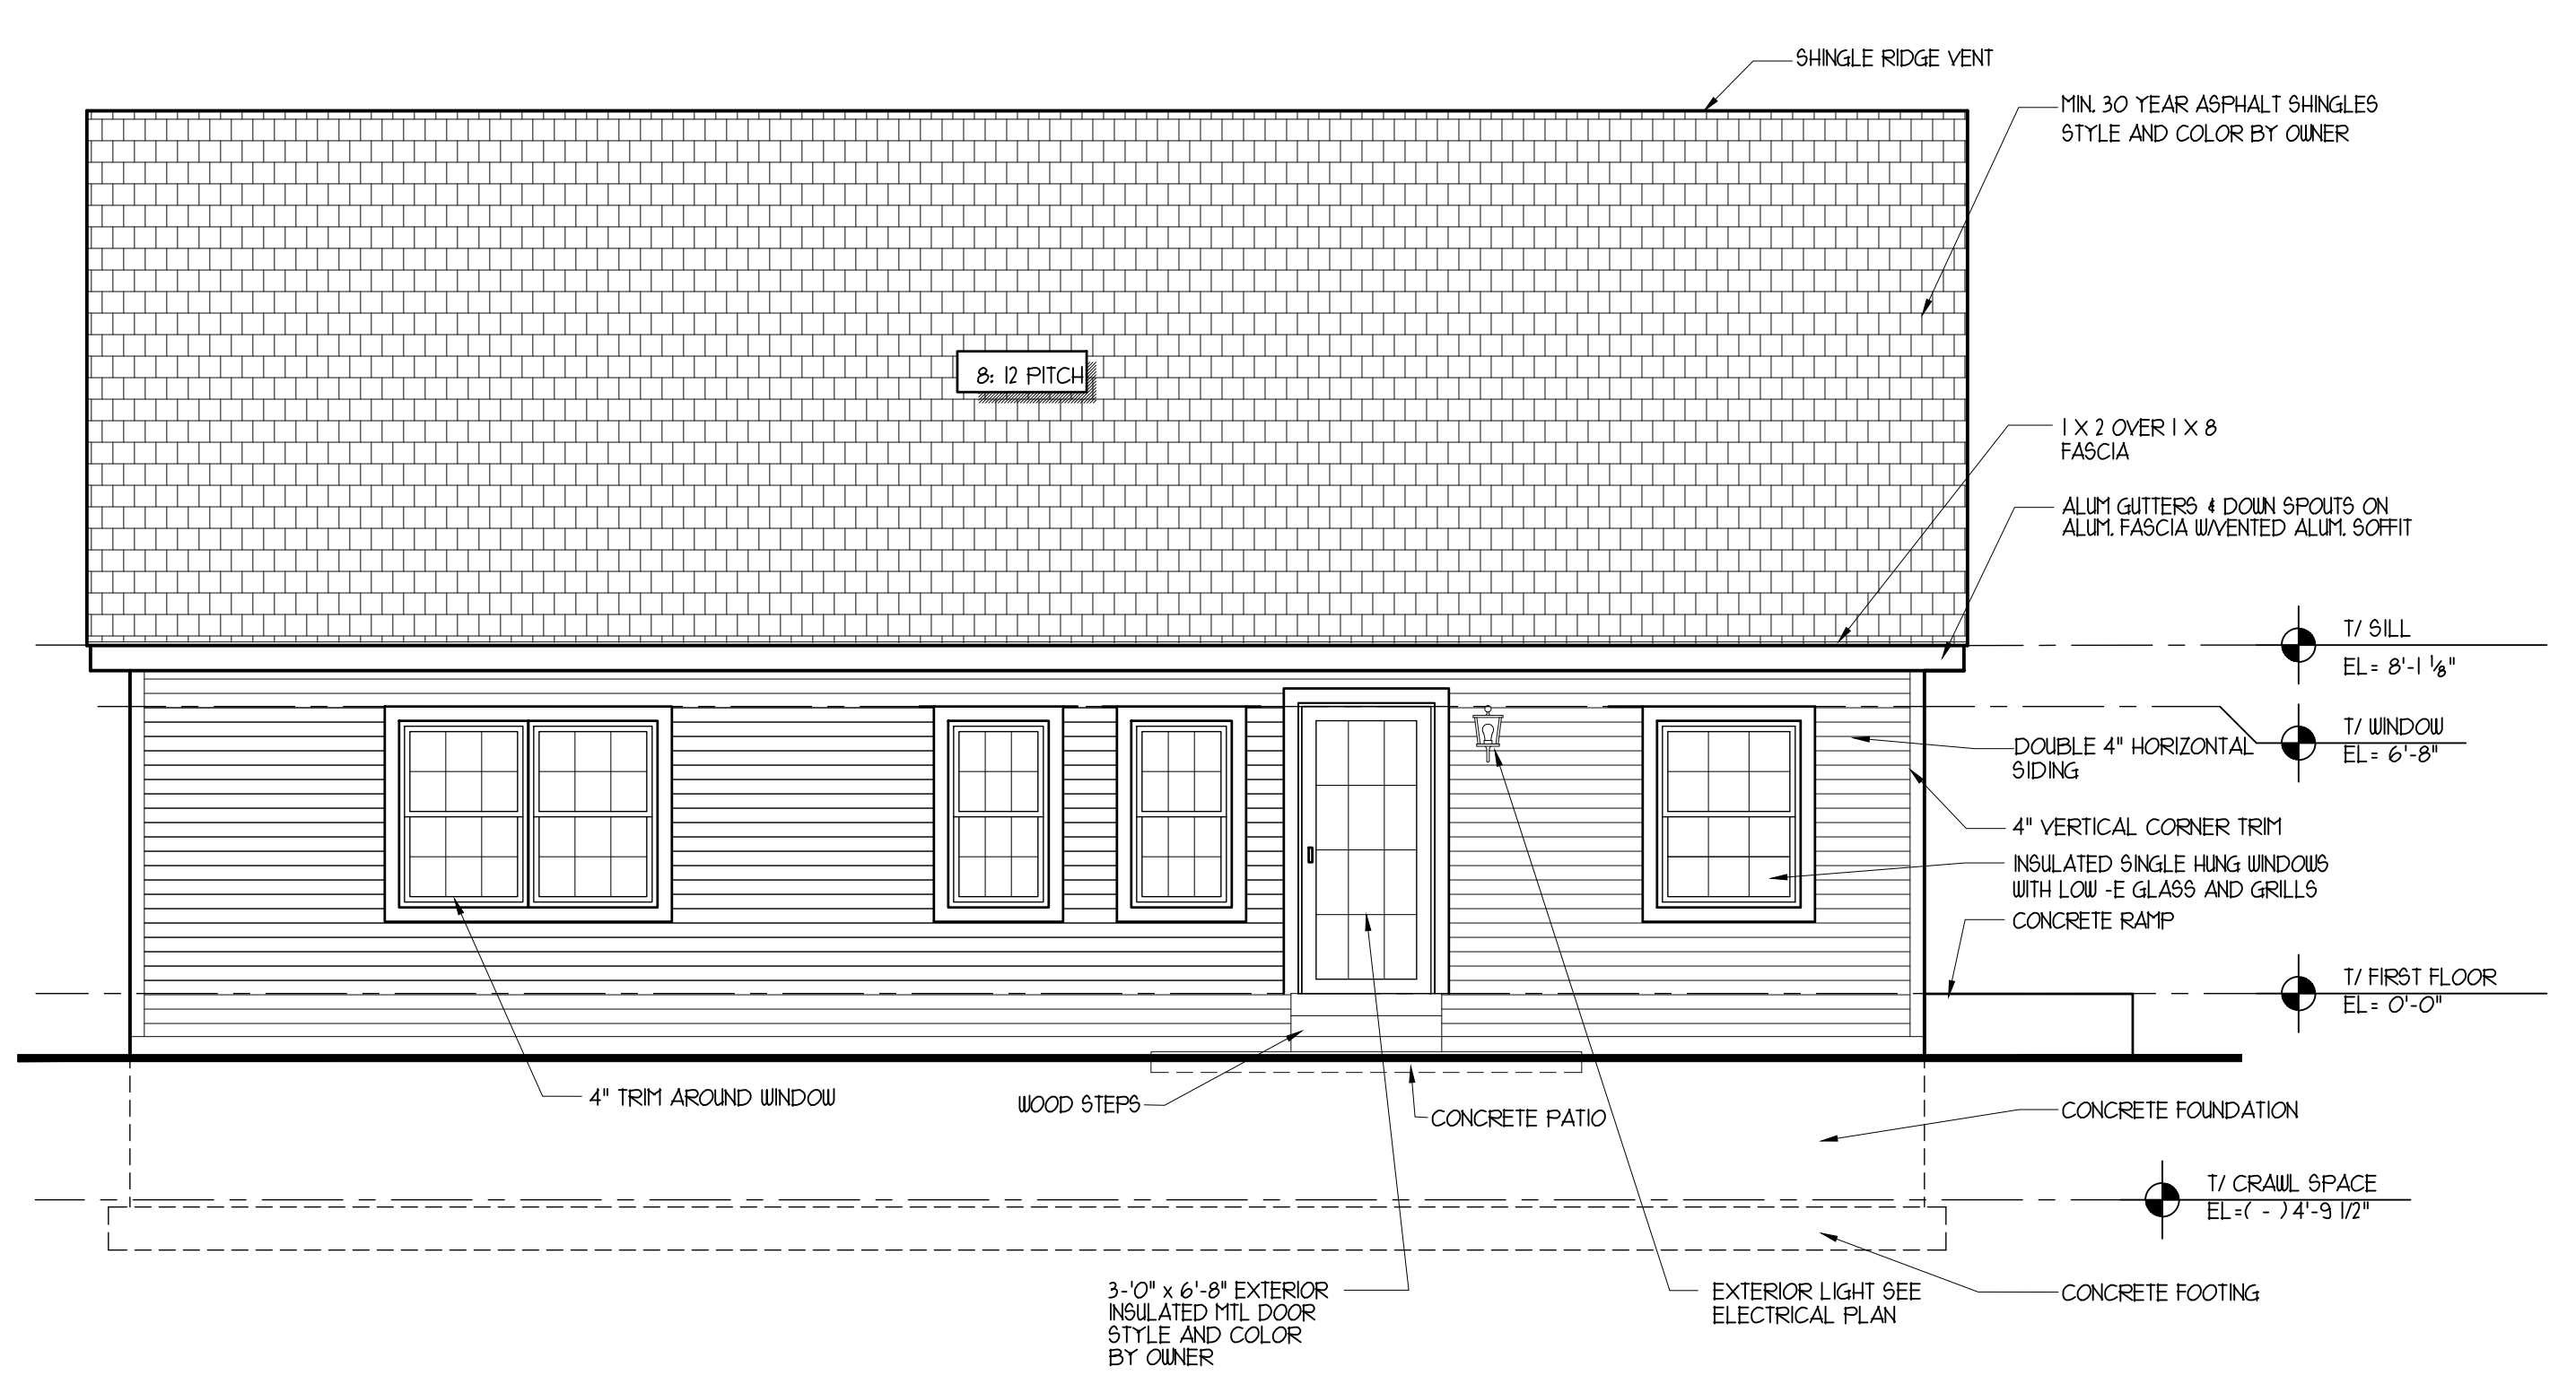 SHINGLE RIDGE VENT
MIN. 30 YEAR ASPHALT SHINGLES
STYLE AND COLOR BY OWNER
8: 12 PITCH
1 X 2 OVER 1 X 8
FASCIA
ALUM GUTTERS & DOWN SPOUTS ON
ALUM. FASCIA W/VENTED ALUM. SOFFIT
T/ SILL
EL= 8'-1 1/8"
T/ WINDOW
EL= 6'-8"
DOUBLE 4" HORIZONTAL
SIDING
4" VERTICAL CORNER TRIM
INSULATED SINGLE HUNG WINDOWS
WITH LOW -E GLASS AND GRILLS
CONCRETE RAMP
T/ FIRST FLOOR
EL= 0'-0"
4" TRIM AROUND WINDOW
WOOD STEPS
CONCRETE PATIO
CONCRETE FOUNDATION
T/ CRAWL SPACE
EL=( - ) 4'-9 1/2"
3-'0" x 6'-8" EXTERIOR
INSULATED MTL DOOR
STYLE AND COLOR
BY OWNER
EXTERIOR LIGHT SEE
ELECTRICAL PLAN
CONCRETE FOOTING